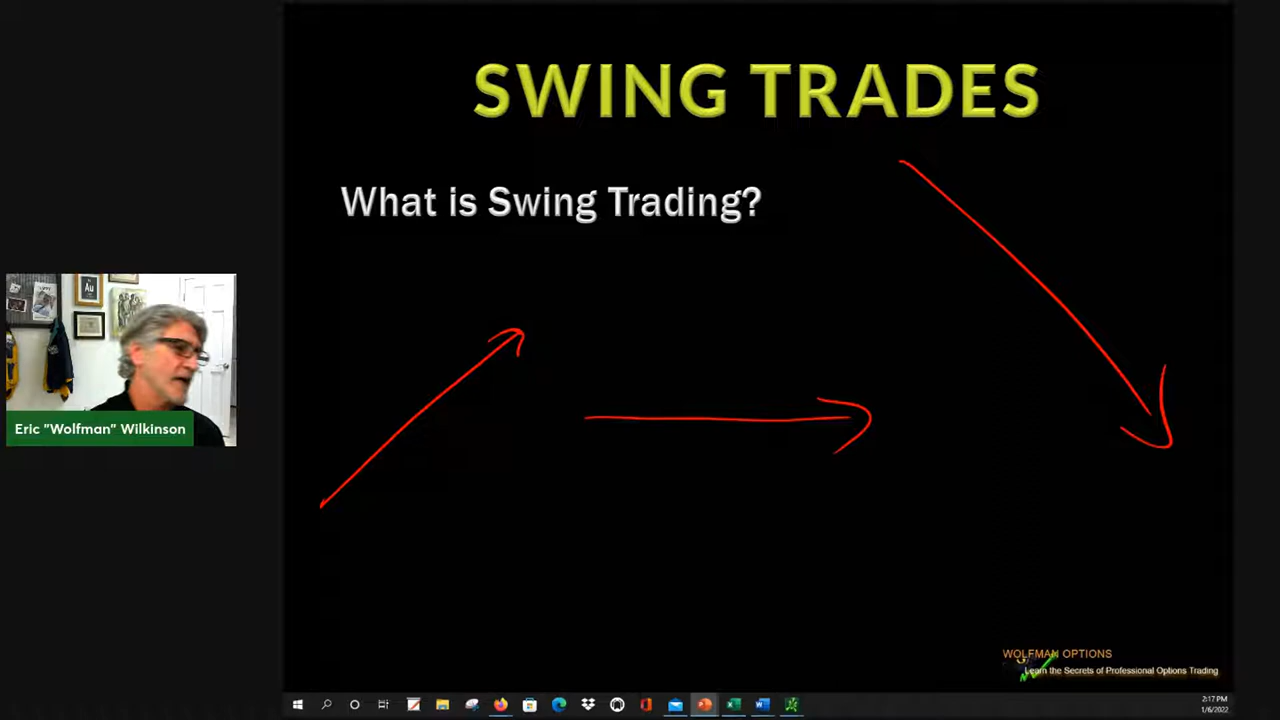 SWING TRADES
What is Swing Trading?
Au
Eric "Wolfman" Wilkinson
WOLFMAN OPTIONS
Learn the Secrets of Professional Options Trading
2:17 PM
1/6/2022